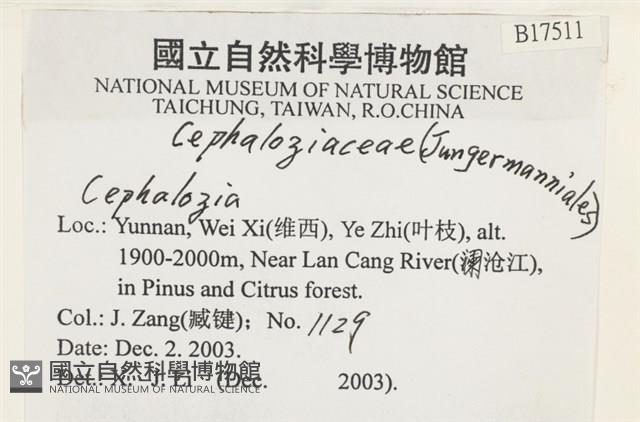 B17511
國立自然科學博物館
NATIONAL MUSEUM OF NATURAL SCIENCE
TAICHUNG, TAIWAN, R.O.CHINA
Cephaloziaceae (Jungermanniales)
Cephalozia
Loc.: Yunnan, Wei Xi(维西), Ye Zhi(叶枝), alt.
1900-2000m, Near Lan Cang River(澜沧江),
in Pinus and Citrus forest.
Col.: J. Zang(臧键); No. 1129
Date: Dec. 2. 2003.
Det.: X. J. Li (Dec. 2003).
國立自然科學博物館
NATIONAL MUSEUM OF NATURAL SCIENCE